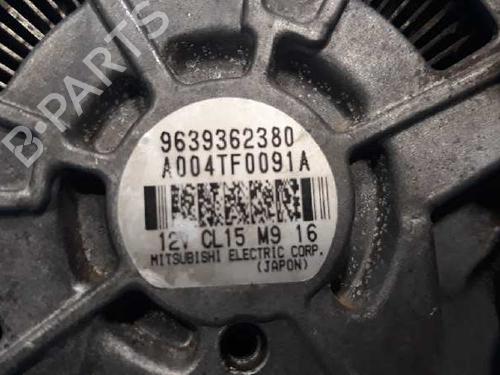 B-PARTS
9639362380
A004TF0091A
12V CL15 M9 16
MITSUBISHI ELECTRIC CORP.
(JAPON)